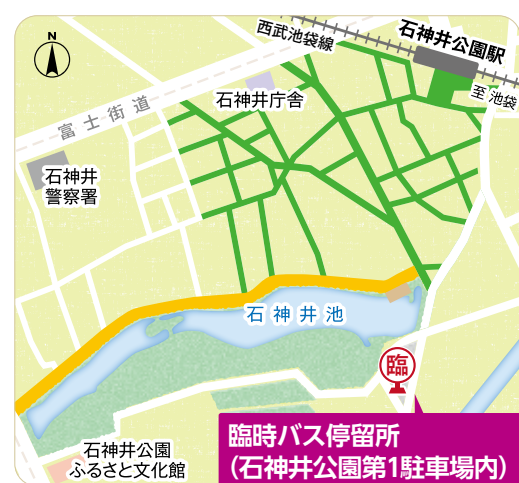 N
西武池袋線
石神井公園駅
至 池袋
石神井庁舎
富士街道
石神井
警察署
石神井池
臨
臨時バス停留所
（石神井公園第1駐車場内）
石神井公園
ふるさと文化館